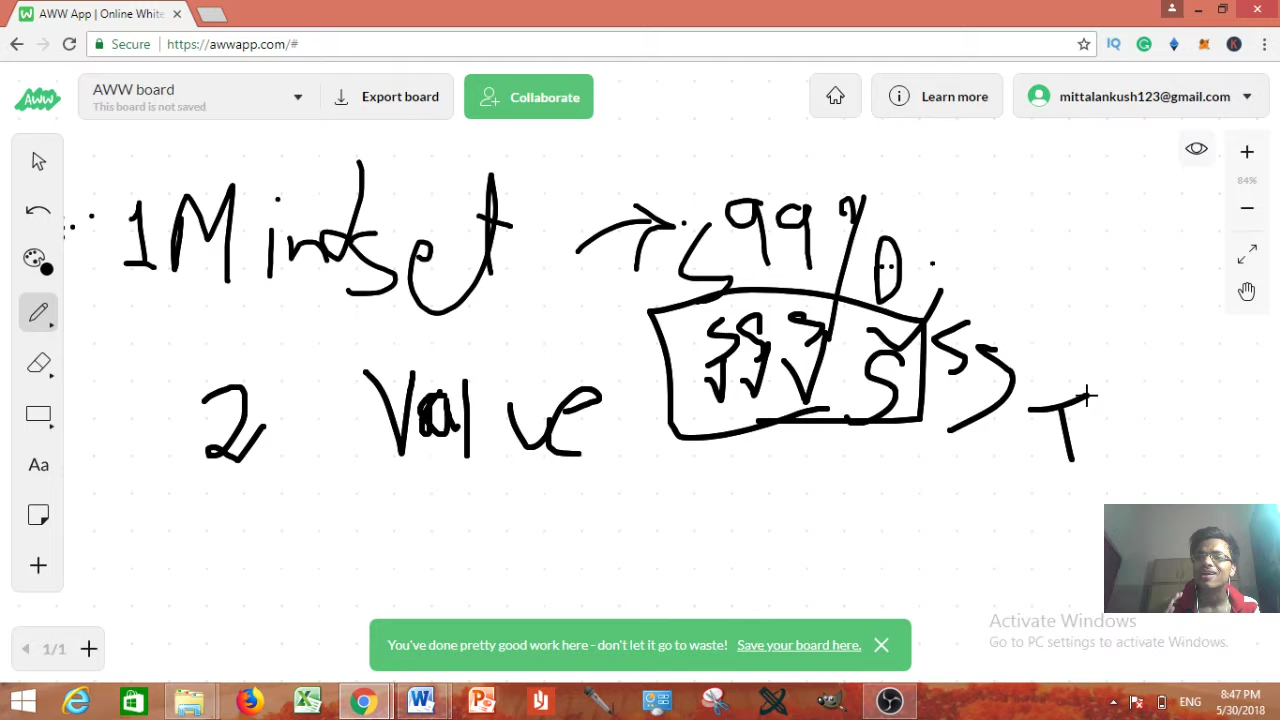 AWW App | Online White
Secure https://awwapp.com/#
AWW board
This board is not saved
Export board
Collaborate
Learn more
mittalankush123@gmail.com
84%
1 Mindset → 99%
2 Value
T
Aa
1/1
You've done pretty good work here - don't let it go to waste! Save your board here.
Activate Windows
Go to PC settings to activate Windows.
ENG
8:47 PM
5/30/2018